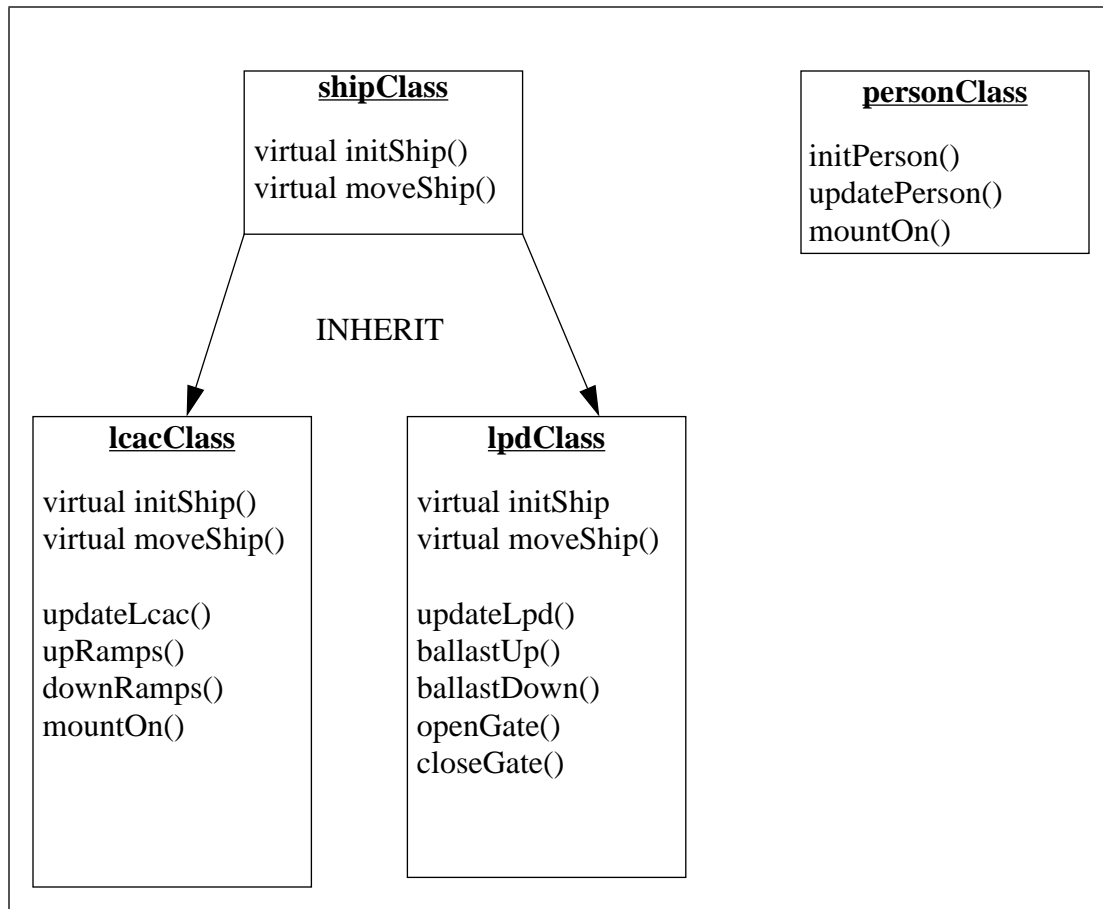 shipClass
virtual initShip()
virtual moveShip()
personClass
initPerson()
updatePerson()
mountOn()
INHERIT
lcacClass
virtual initShip()
virtual moveShip()
updateLcac()
upRamps()
downRamps()
mountOn()
lpdClass
virtual initShip
virtual moveShip()
updateLpd()
ballastUp()
ballastDown()
openGate()
closeGate()